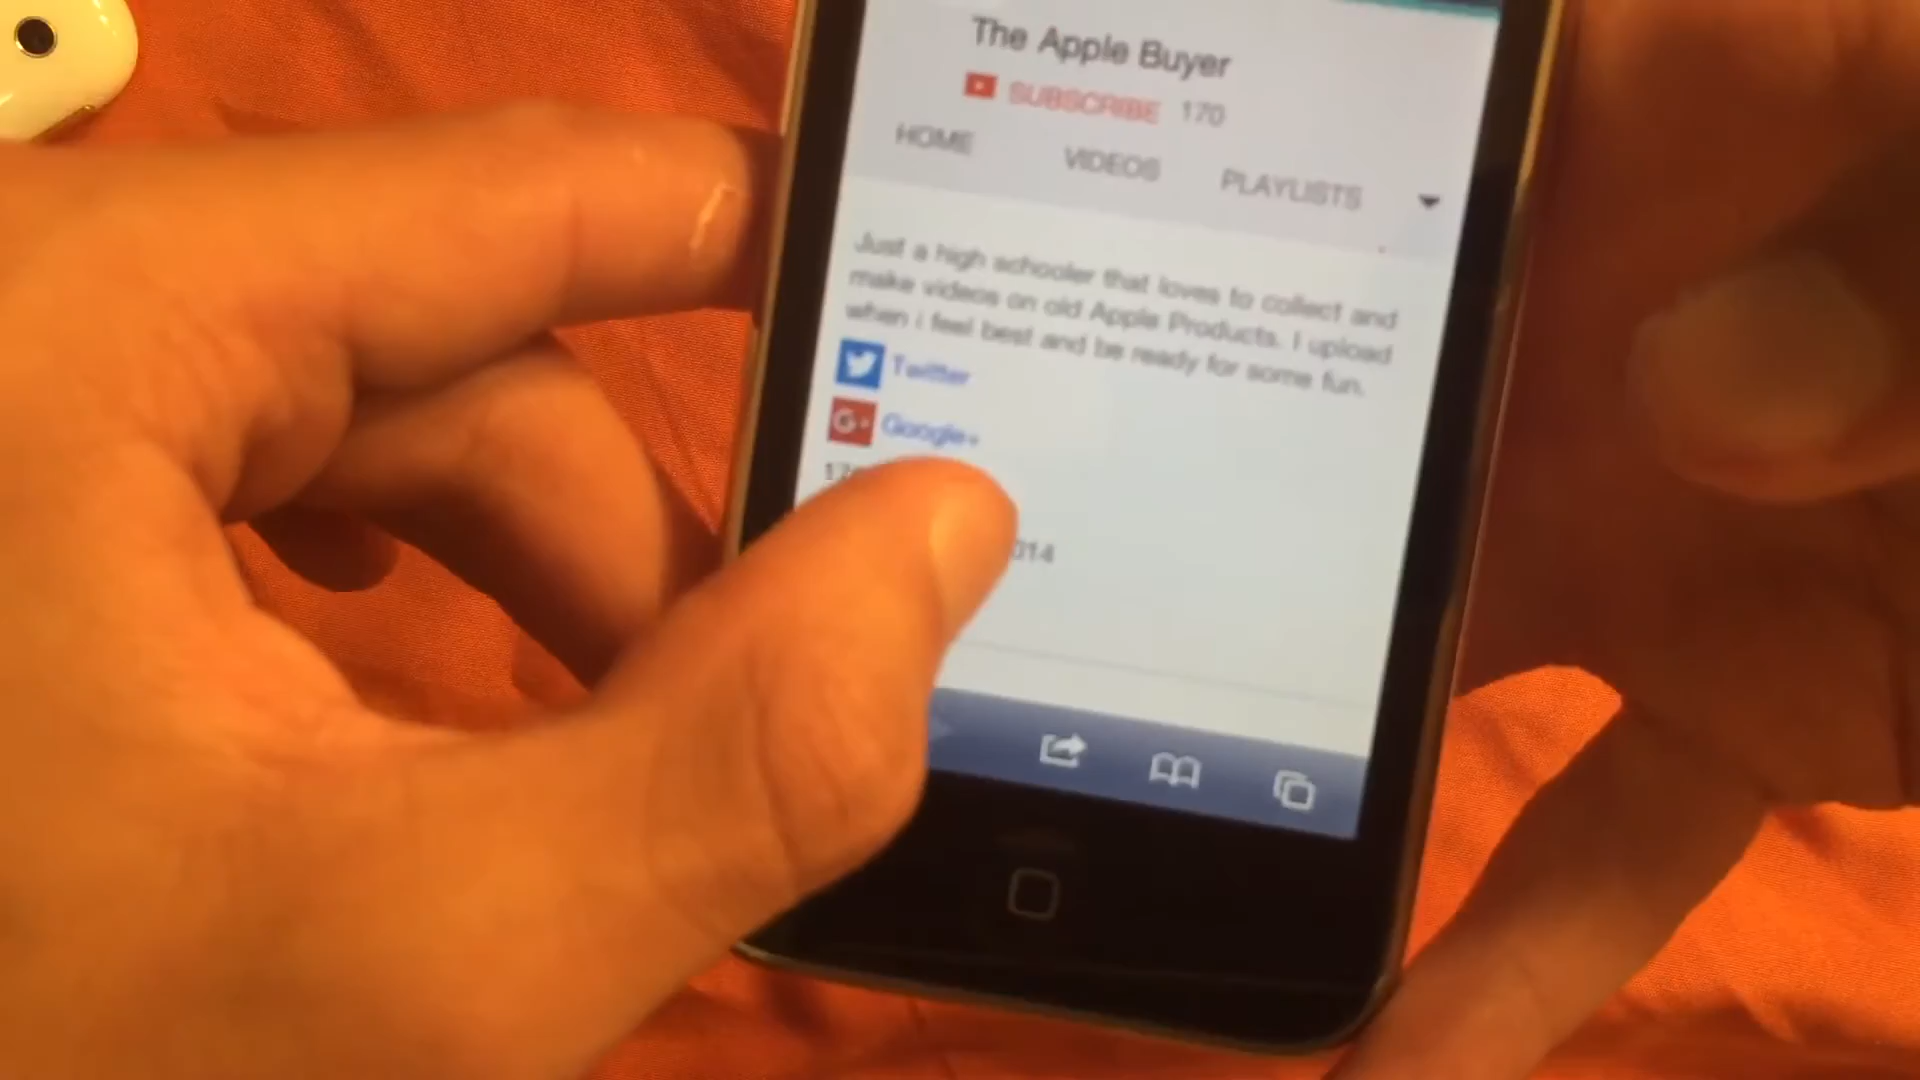 The Apple Buyer
SUBSCRIBE 170
HOME VIDEOS PLAYLISTS
Just a high schooler that loves to collect and
make videos on old Apple Products. I upload
when i feel best and be ready for some fun.
Twitter
G+ Google+
014